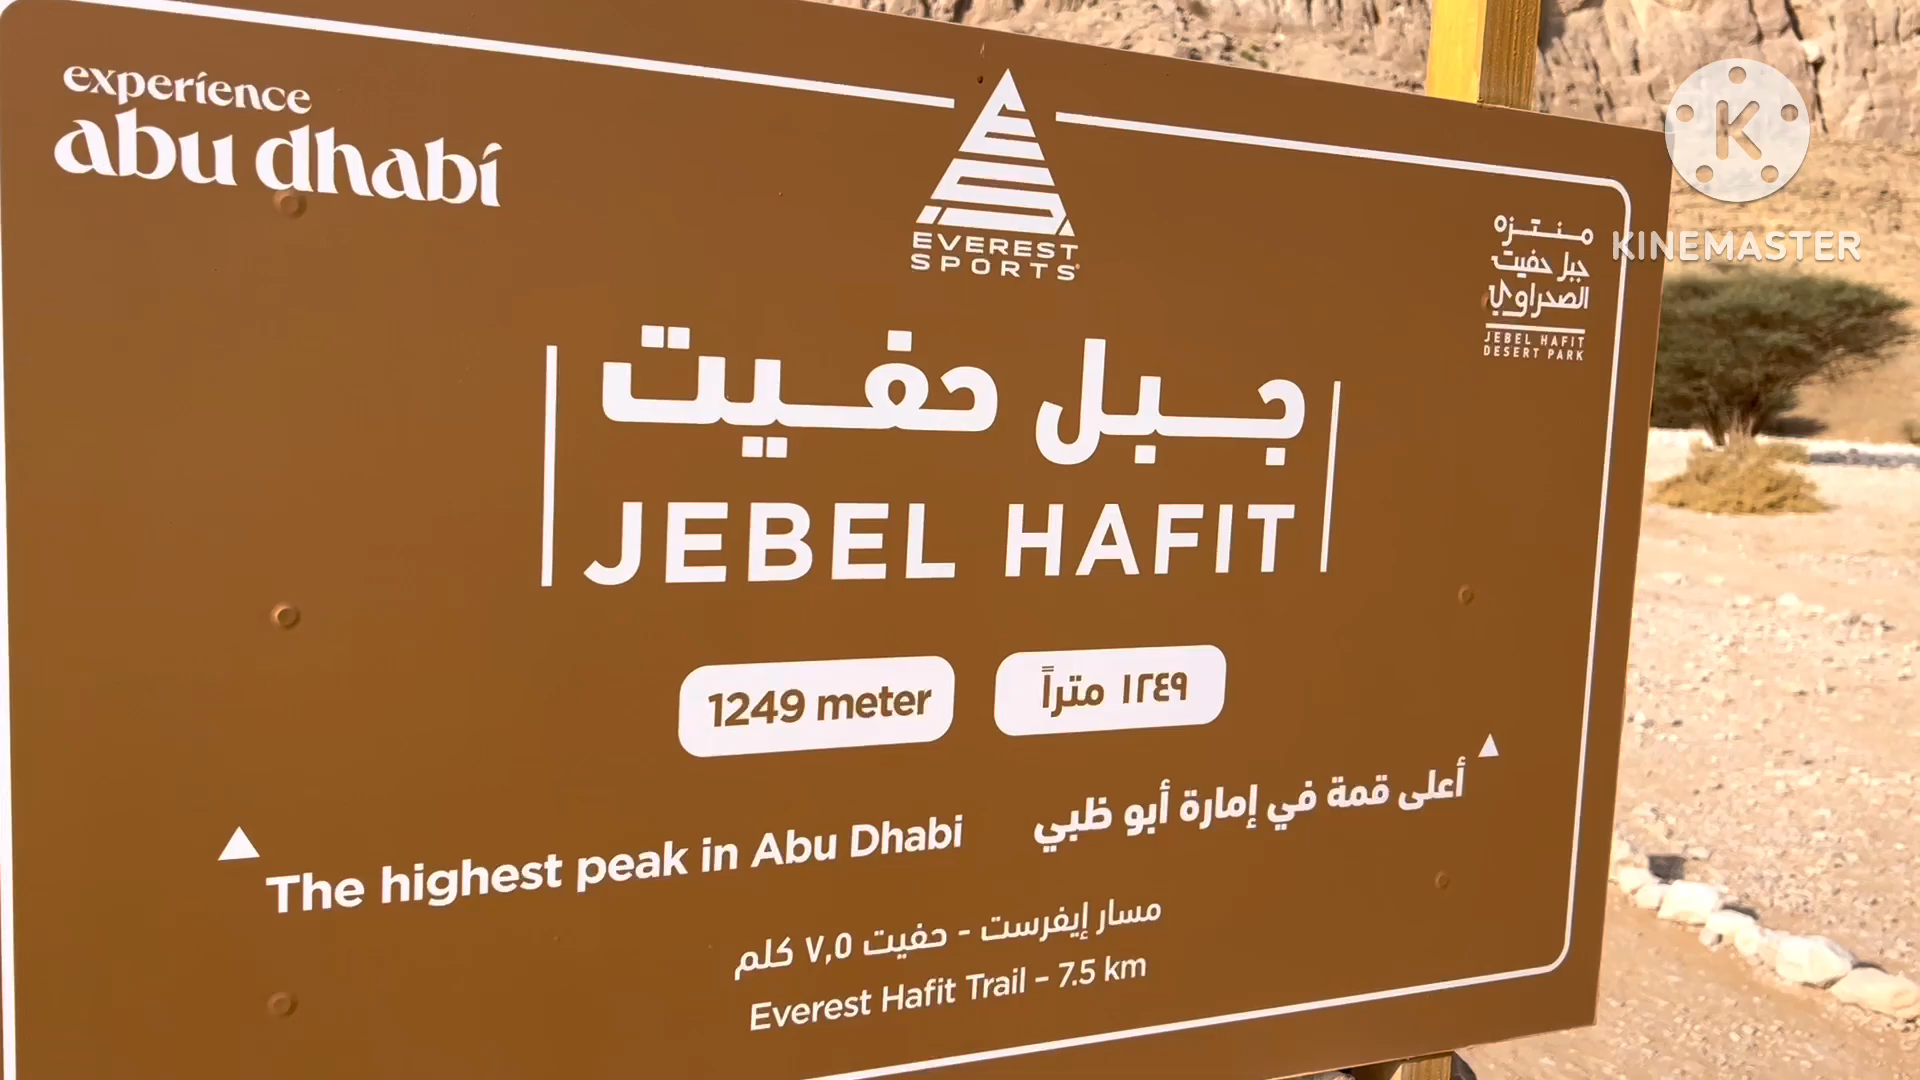 experience
abu dhabi
EVEREST
SPORTS
K
KINEMASTER
منتزه
جبل حفيت
الصحراوي
JEBEL HAFIT
DESERT PARK
جبل حفيت
JEBEL HAFIT
1249 meter
١٢٤٩ متراً
أعلى قمة في إمارة أبو ظبي
The highest peak in Abu Dhabi
مسار إيفرست - حفيت ٧,٥ كلم
Everest Hafit Trail – 7.5 km